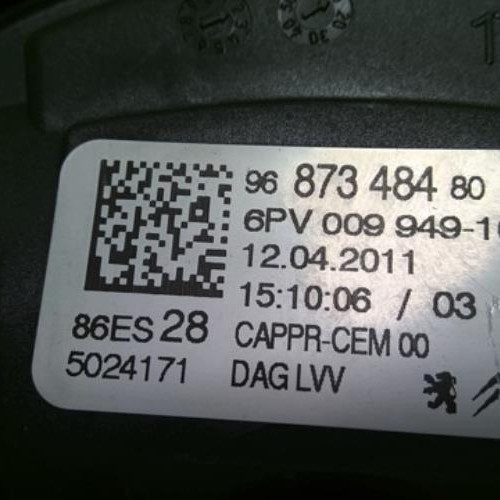 96 873 484 80
6PV 009 949-1
12.04.2011
15:10:06 / 03
86ES 28 CAPPR-CEM 00
5024171 DAG LVV